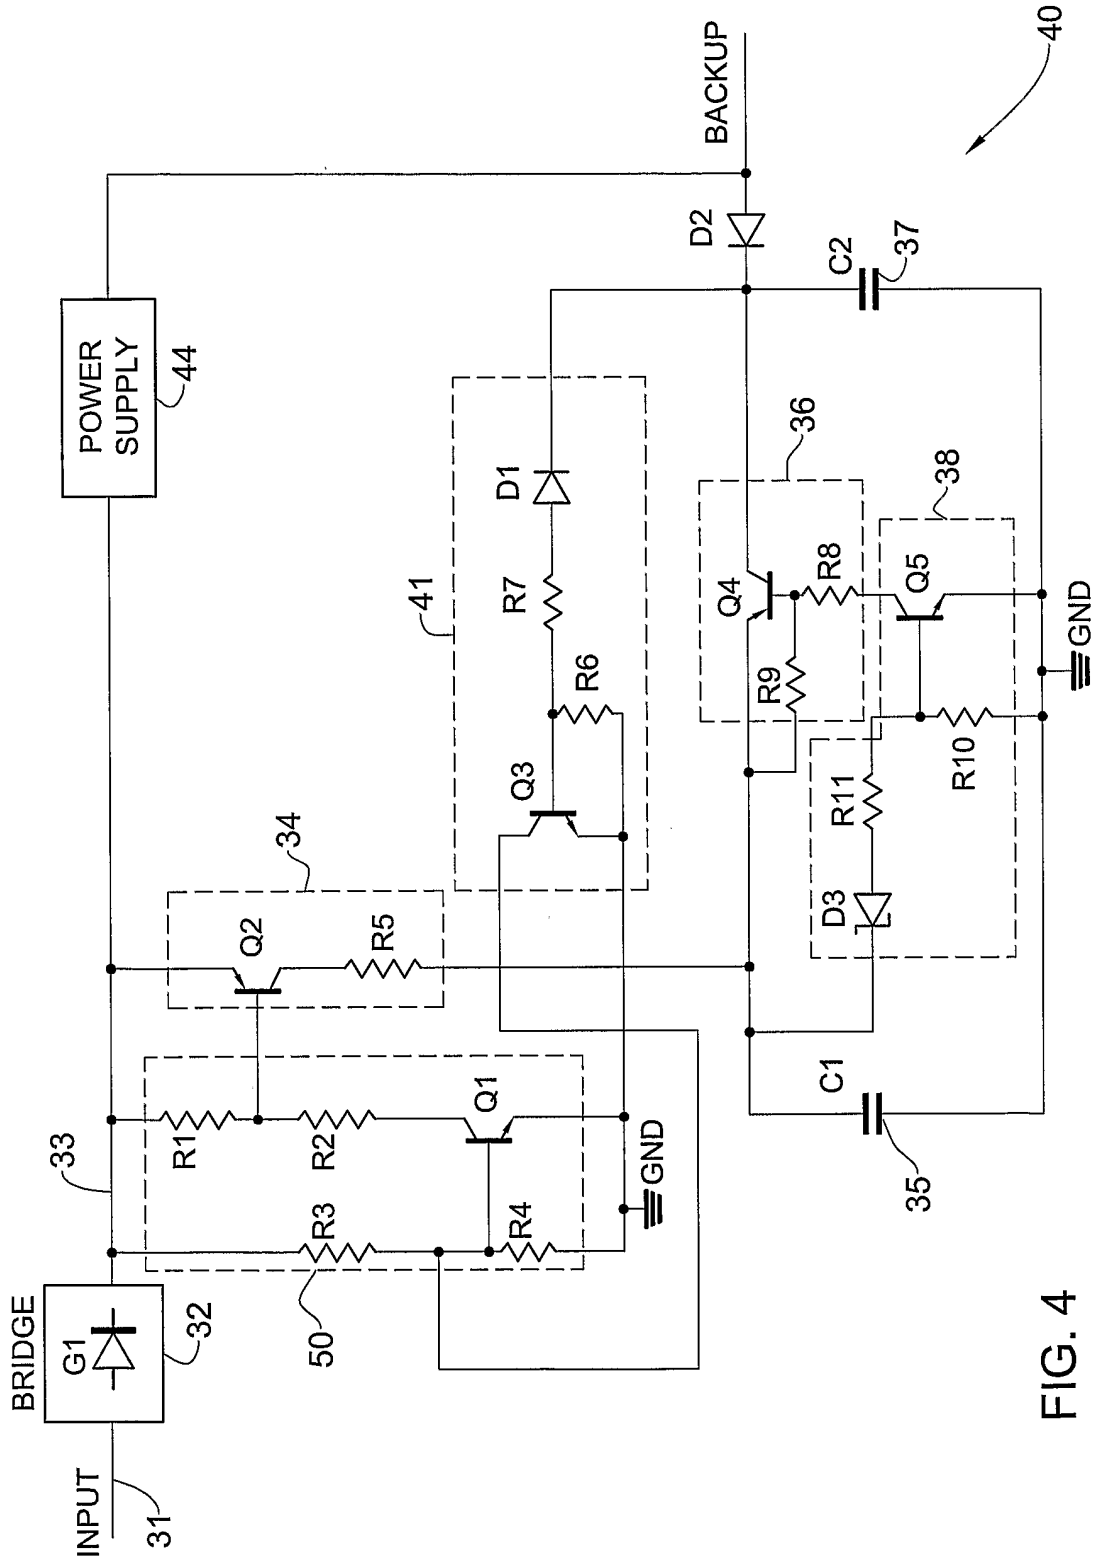 BRIDGE
G1
32
INPUT
31
33
POWER
SUPPLY
44
R1
R2
R3
R4
Q1
50
GND
34
Q2
R5
41
Q3
R6
R7
D1
BACKUP
D2
C2
37
36
Q4
R8
R9
38
Q5
R10
R11
D3
C1
35
GND
40
FIG. 4